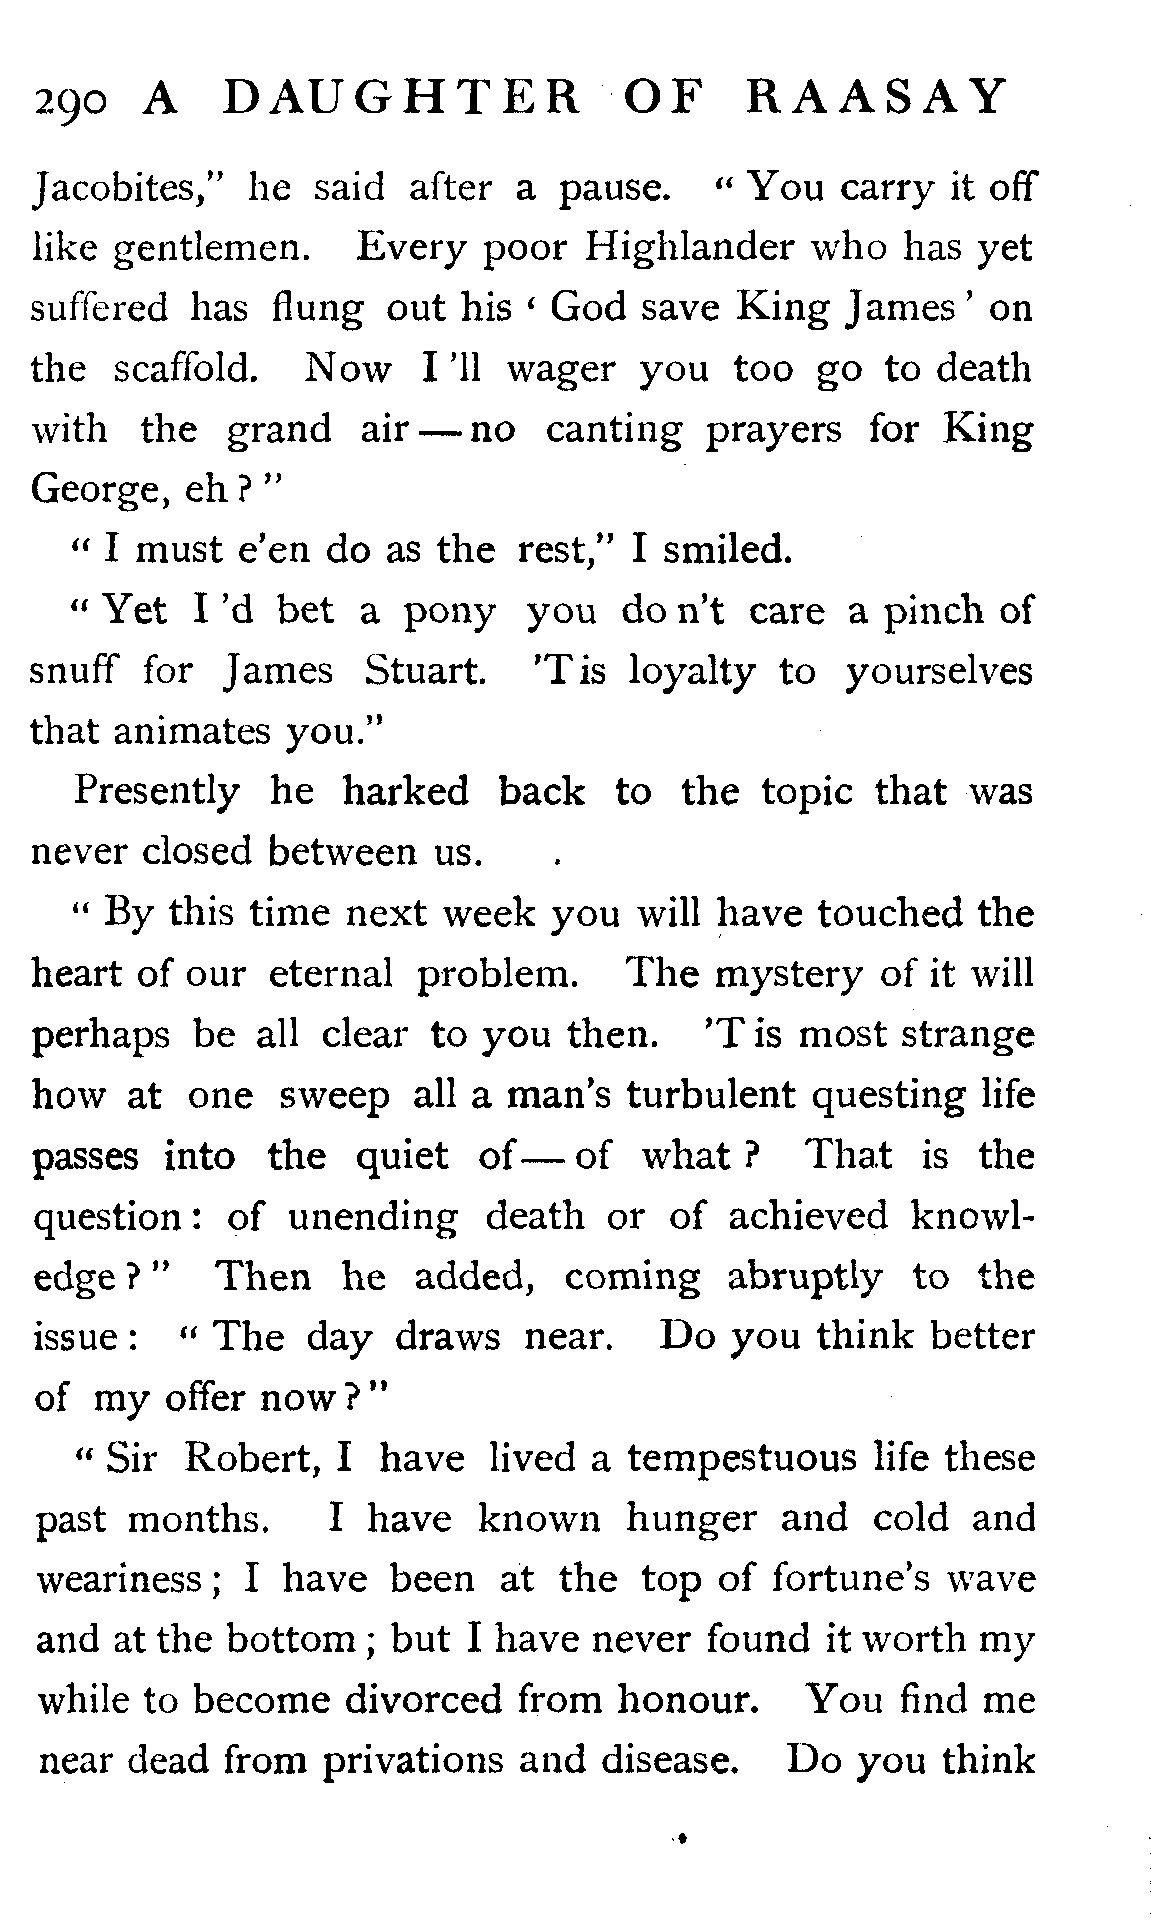 290 A DAUGHTER OF RAASAY
Jacobites," he said after a pause. "You carry it off
like gentlemen. Every poor Highlander who has yet
suffered has flung out his 'God save King James' on
the scaffold. Now I'll wager you too go to death
with the grand air—no canting prayers for King
George, eh?"
"I must e'en do as the rest," I smiled.
"Yet I'd bet a pony you don't care a pinch of
snuff for James Stuart. 'Tis loyalty to yourselves
that animates you."
Presently he harked back to the topic that was
never closed between us.
"By this time next week you will have touched the
heart of our eternal problem. The mystery of it will
perhaps be all clear to you then. 'Tis most strange
how at one sweep all a man's turbulent questing life
passes into the quiet of—of what? That is the
question: of unending death or of achieved knowl-
edge?" Then he added, coming abruptly to the
issue: "The day draws near. Do you think better
of my offer now?"
"Sir Robert, I have lived a tempestuous life these
past months. I have known hunger and cold and
weariness; I have been at the top of fortune's wave
and at the bottom; but I have never found it worth my
while to become divorced from honour. You find me
near dead from privations and disease. Do you think